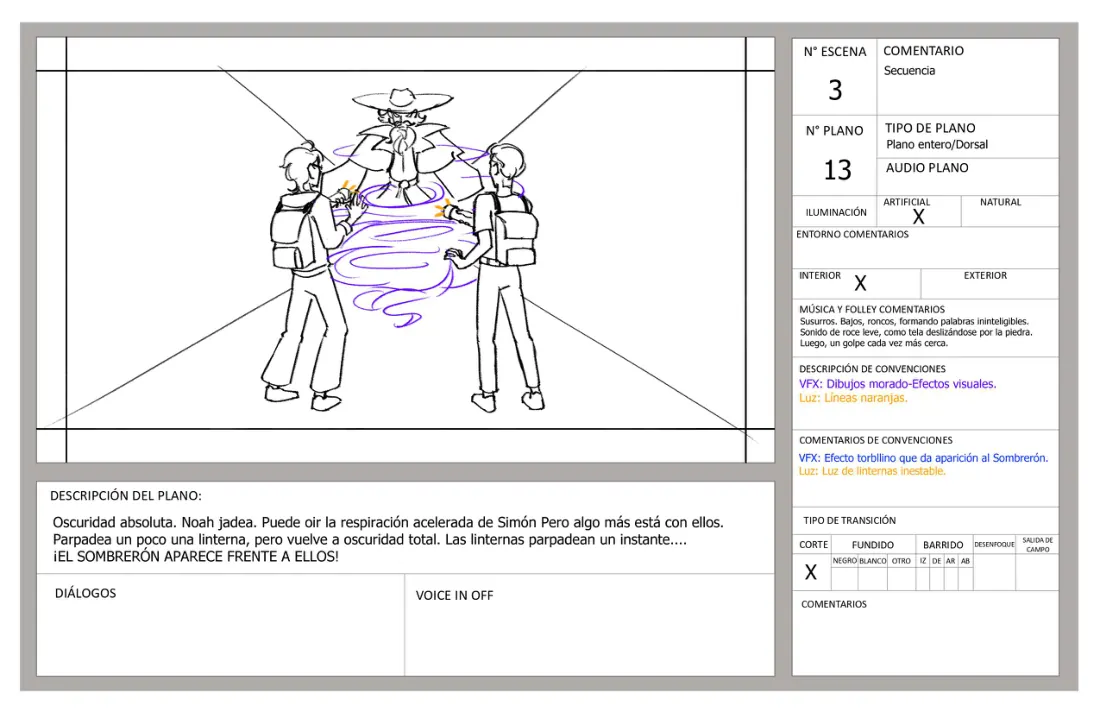 N° ESCENA
3
COMENTARIO
Secuencia
N° PLANO
13
TIPO DE PLANO
Plano entero/Dorsal
AUDIO PLANO
ILUMINACIÓN
ARTIFICIAL
X
NATURAL
ENTORNO COMENTARIOS
INTERIOR X
EXTERIOR
MÚSICA Y FOLLEY COMENTARIOS
Susurros. Bajos, roncos, formando palabras ininteligibles.
Sonido de roce leve, como tela deslizándose por la piedra.
Luego, un golpe cada vez más cerca.
DESCRIPCIÓN DE CONVENCIONES
VFX: Dibujos morado-Efectos visuales.
Luz: Líneas naranjas.
COMENTARIOS DE CONVENCIONES
VFX: Efecto torbllino que da aparición al Sombrerón.
Luz: Luz de linternas inestable.
TIPO DE TRANSICIÓN
CORTE
X
FUNDIDO
NEGRO BLANCO OTRO
BARRIDO
IZ DE AR AB
DESENFOQUE
SALIDA DE
CAMPO
COMENTARIOS
DESCRIPCIÓN DEL PLANO:
Oscuridad absoluta. Noah jadea. Puede oir la respiración acelerada de Simón Pero algo más está con ellos.
Parpadea un poco una linterna, pero vuelve a oscuridad total. Las linternas parpadean un instante....
¡EL SOMBRERÓN APARECE FRENTE A ELLOS!
DIÁLOGOS
VOICE IN OFF